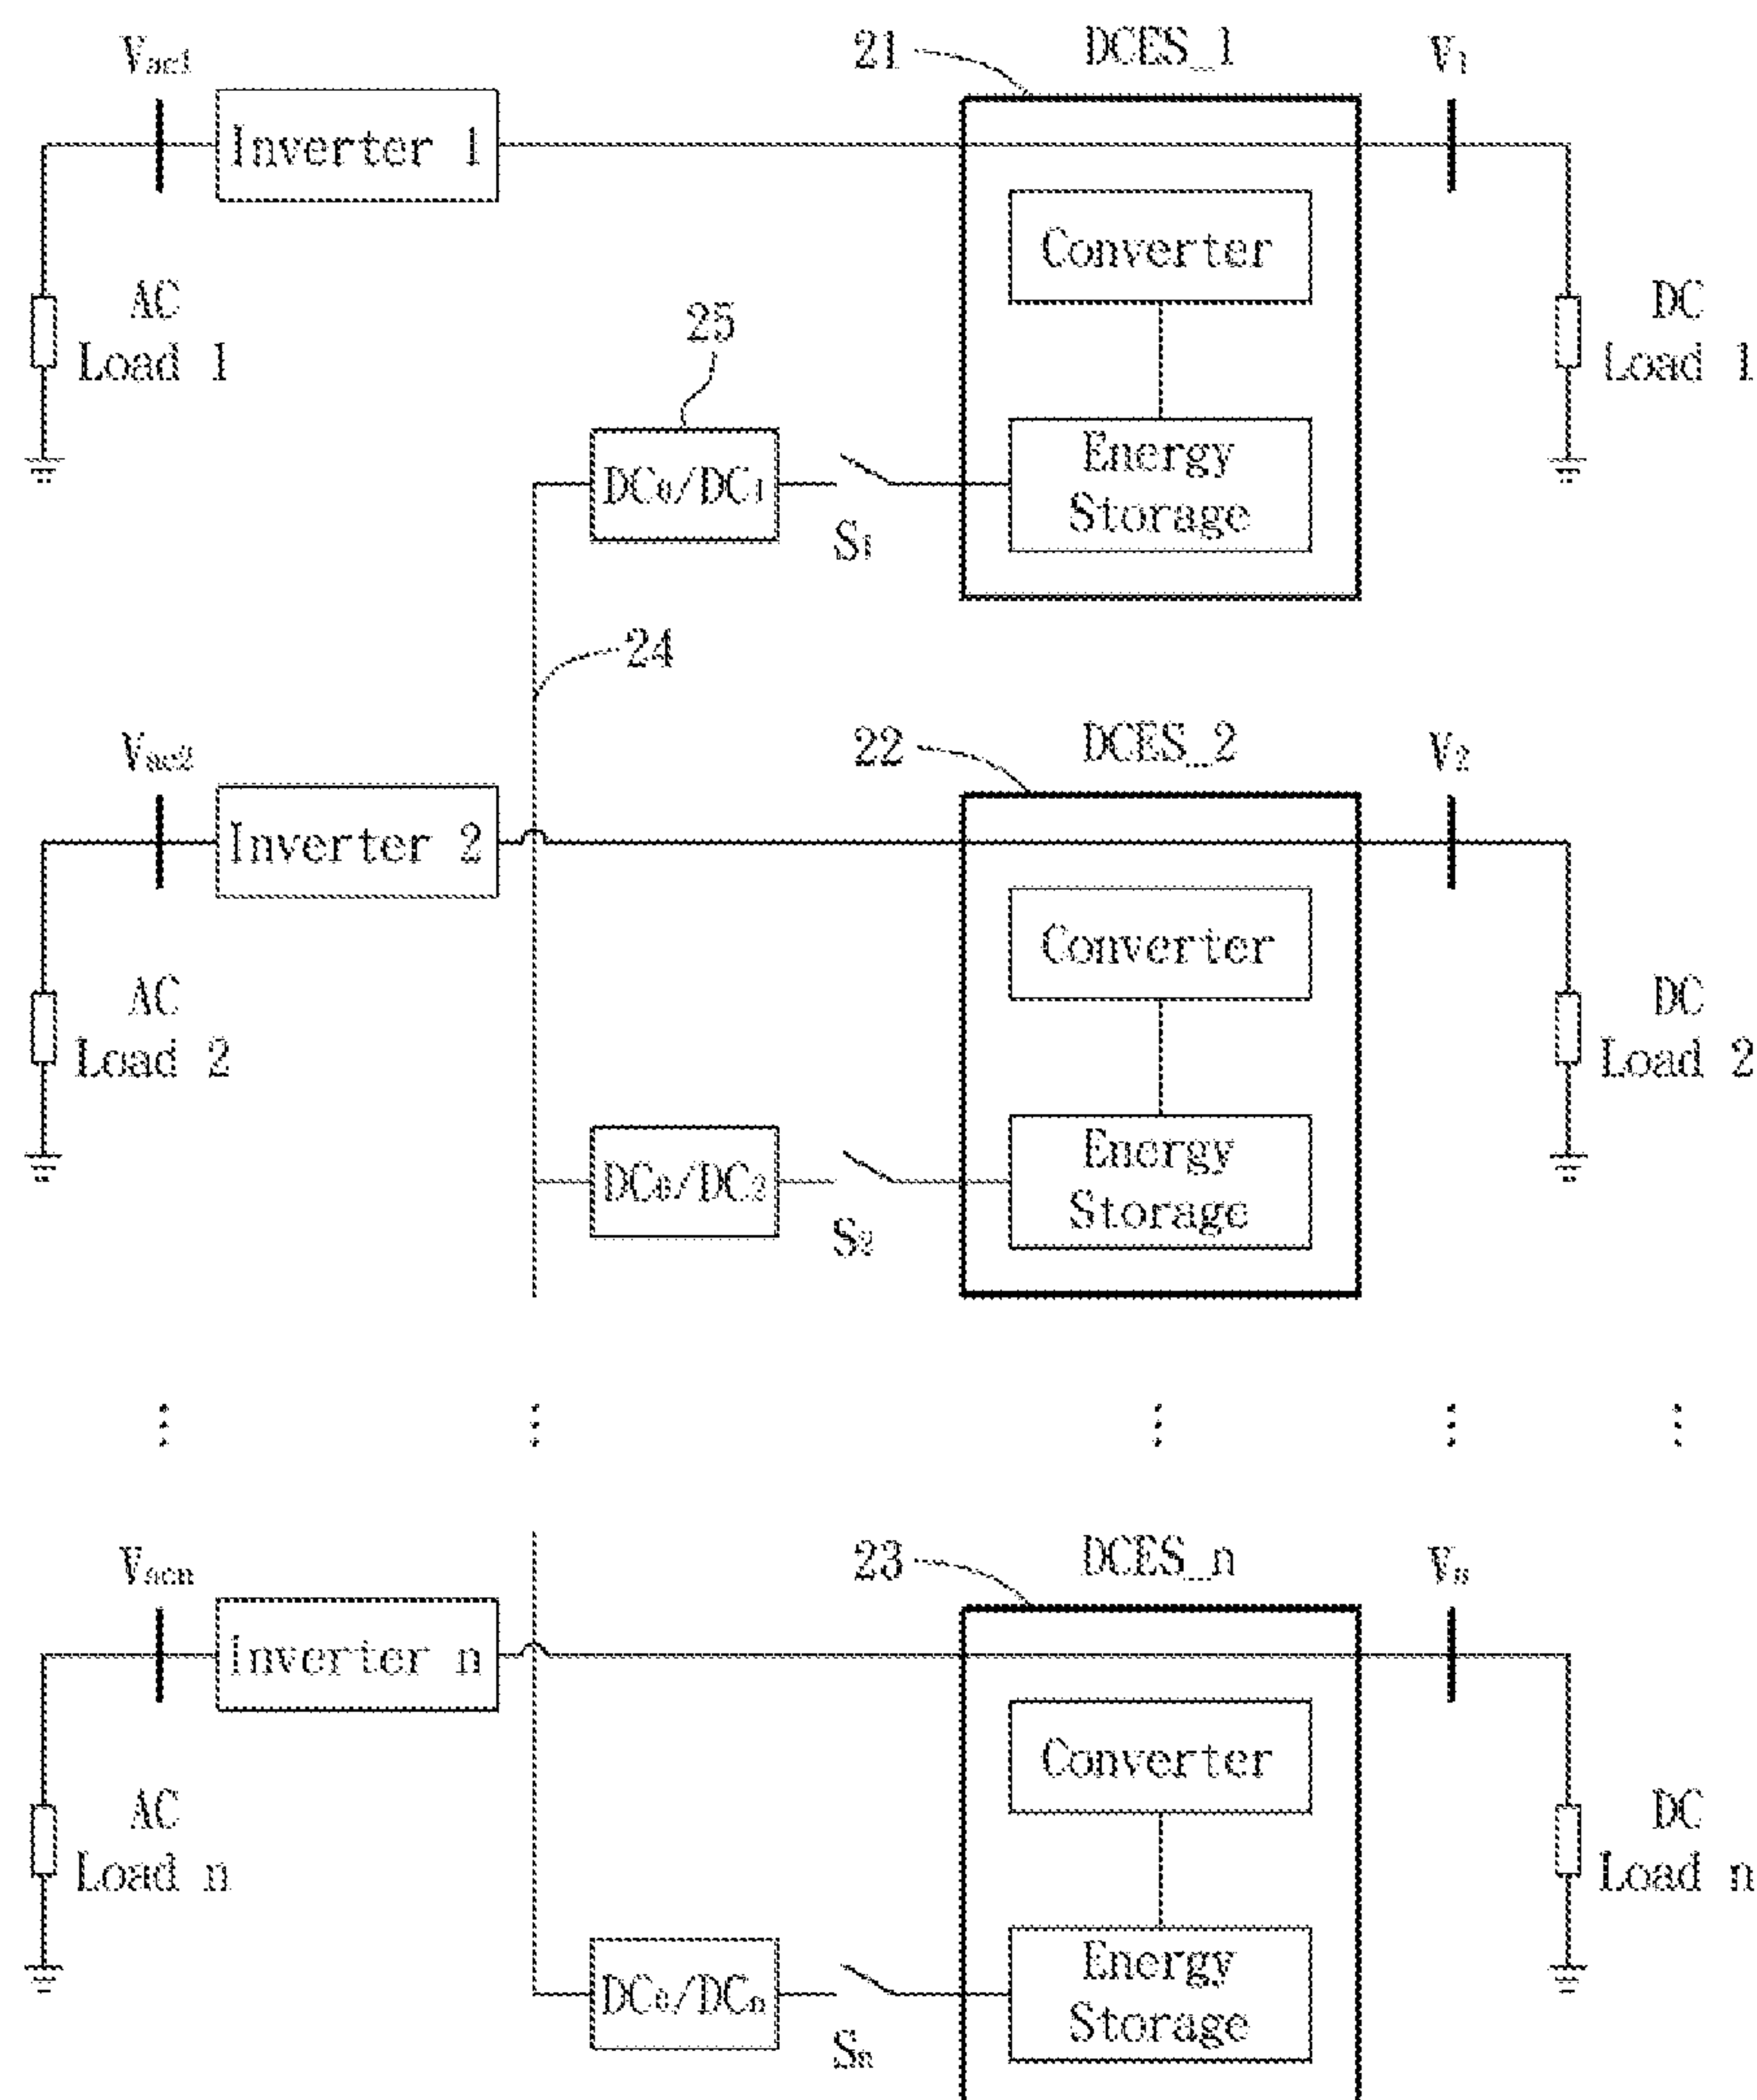 Vac1
21
DCES_1
V1
Inverter 1
Converter
AC
Load 1
25
DC
Load 1
DC0/DC1
S1
Energy
Storage
24
Vac2
22
DCES_2
V2
Inverter 2
Converter
AC
Load 2
DC
Load 2
DC0/DC2
S2
Energy
Storage
Vacn
23
DCES_n
Vn
Inverter n
Converter
AC
Load n
DC
Load n
DC0/DCn
Sn
Energy
Storage